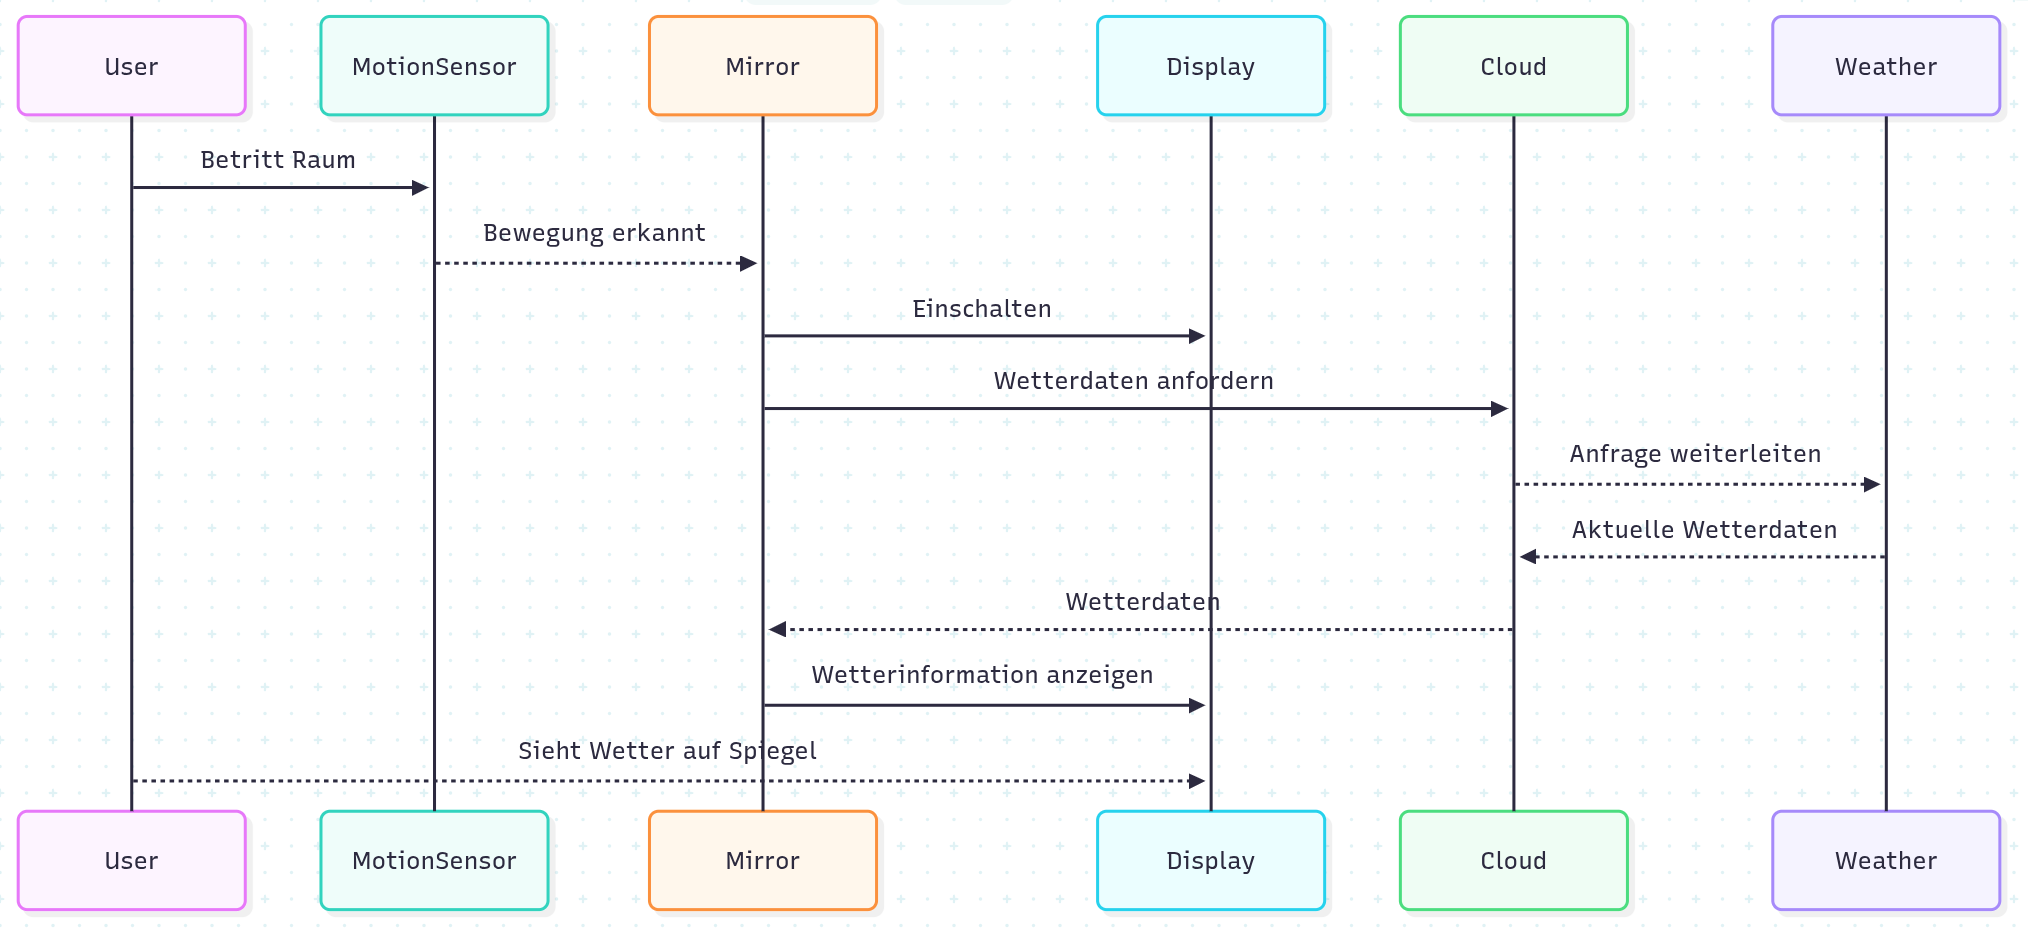 User
MotionSensor
Mirror
Display
Cloud
Weather
Betritt Raum
Bewegung erkannt
Einschalten
Wetterdaten anfordern
Anfrage weiterleiten
Aktuelle Wetterdaten
Wetterdaten
Wetterinformation anzeigen
Sieht Wetter auf Spiegel
User
MotionSensor
Mirror
Display
Cloud
Weather